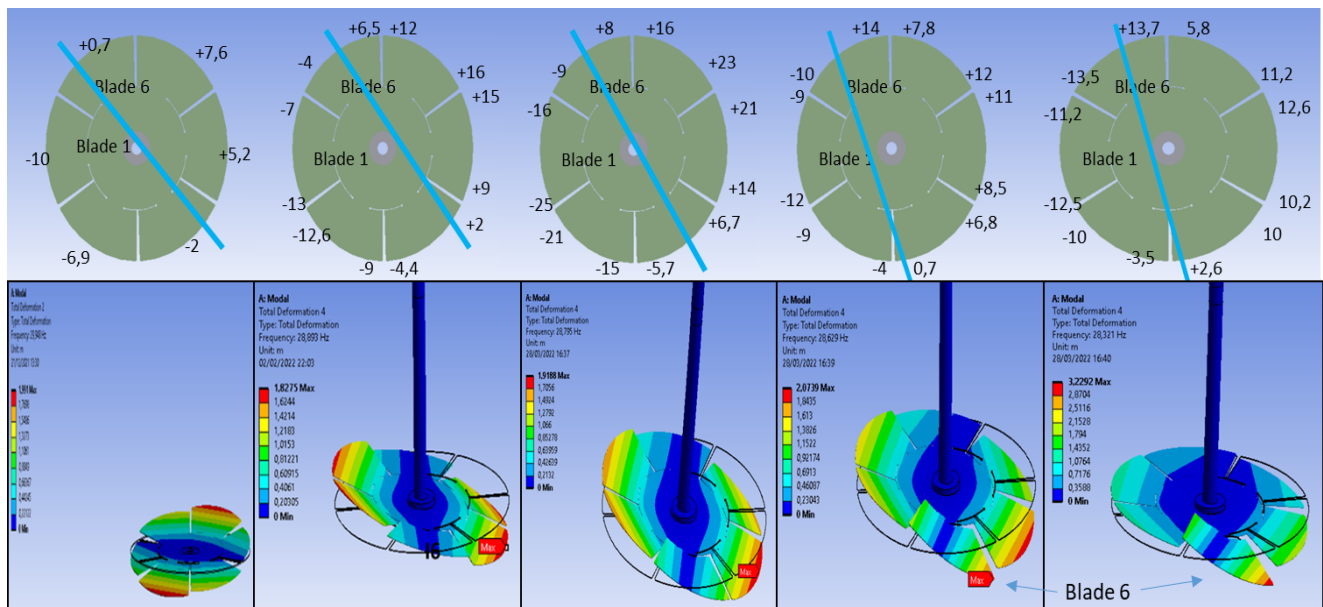 +0,7
+7,6
Blade 6
Blade 1
-10
+5,2
-6,9
-2
+6,5
+12
-4
+16
Blade 6
+15
-7
Blade 1
+9
-13
+2
-12,6
-9
-4,4
+8
+16
-9
+23
Blade 6
-16
+21
Blade 1
+14
-25
+6,7
-21
-15
-5,7
+14
+7,8
-10
+12
Blade 6
-9
+11
Blade 1
+8,5
-12
+6,8
-9
-4
0,7
+13,7
5,8
-13,5
11,2
Blade 6
12,6
-11,2
Blade 1
10,2
-12,5
10
-10
-3,5
+2,6
A: Modal
Total Deformation 2
Type: Total Deformation
Unit: m
0 Min
A: Modal
Total Deformation 4
Type: Total Deformation
Frequency: 28,893 Hz
Unit: m
02/02/2022 22:03
1,8275 Max
1,6244
1,4214
1,2183
1,0153
0,81221
0,60915
0,4061
0,20305
0 Min
Max
A: Modal
Total Deformation 4
Type: Total Deformation
Frequency: 28,795 Hz
Unit: m
28/03/2022 16:37
1,9188 Max
1,7056
1,4924
1,2792
1,066
0,85278
0,63959
0,42639
0,2132
0 Min
Max
A: Modal
Total Deformation 4
Type: Total Deformation
Frequency: 28,629 Hz
Unit: m
28/03/2022 16:39
2,0739 Max
1,8435
1,613
1,3826
1,1522
0,92174
0,6913
0,46087
0,23043
0 Min
Max
A: Modal
Total Deformation 4
Type: Total Deformation
Frequency: 28,321 Hz
Unit: m
28/03/2022 16:40
3,2292 Max
2,8704
2,5116
2,1528
1,794
1,4352
1,0764
0,7176
0,3588
0 Min
Blade 6